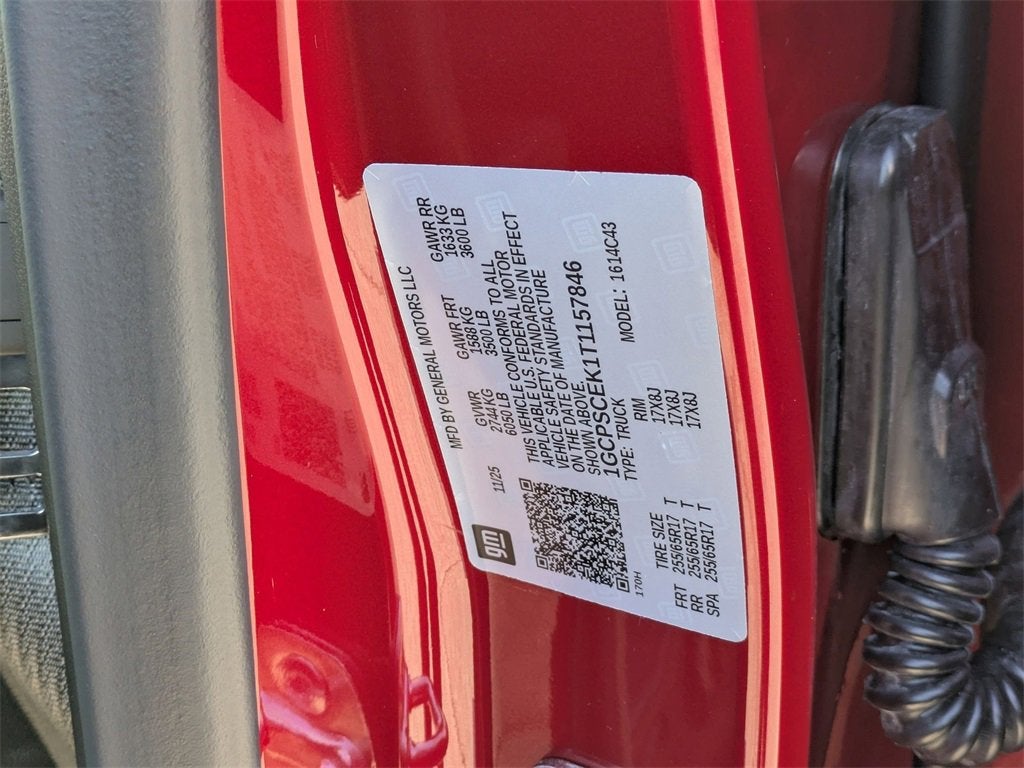 MFD BY GENERAL MOTORS LLC
gm
11/25
GVWR GAWR FRT GAWR RR
2744KG 1588 KG 1633 KG
6050 LB 3500 LB 3600 LB
THIS VEHICLE CONFORMS TO ALL
APPLICABLE U.S. FEDERAL MOTOR
VEHICLE SAFETY STANDARDS IN EFFECT
ON THE DATE OF MANUFACTURE
SHOWN ABOVE.
1GCPSCEK1T1157846
TYPE: TRUCK MODEL: 1614C43
170H
TIRE SIZE RIM
FRT 255/65R17 T 17X8J
RR 255/65R17 T 17X8J
SPA 255/65R17 T 17X8J